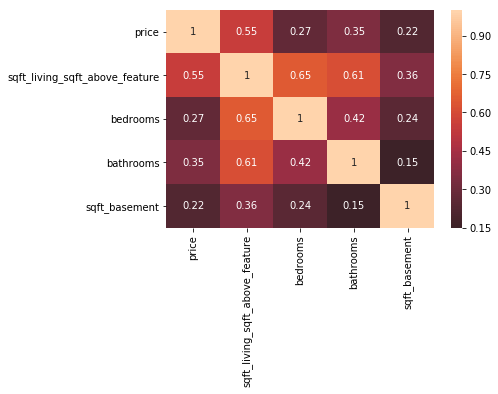 price 1 0.55 0.27 0.35 0.22
0.90
sqft_living_sqft_above_feature 0.55 1 0.65 0.61 0.36
0.75
bedrooms 0.27 0.65 1 0.42 0.24
0.60
0.45
bathrooms 0.35 0.61 0.42 1 0.15
0.30
sqft_basement 0.22 0.36 0.24 0.15 1
0.15
price
sqft_living_sqft_above_feature
bedrooms
bathrooms
sqft_basement